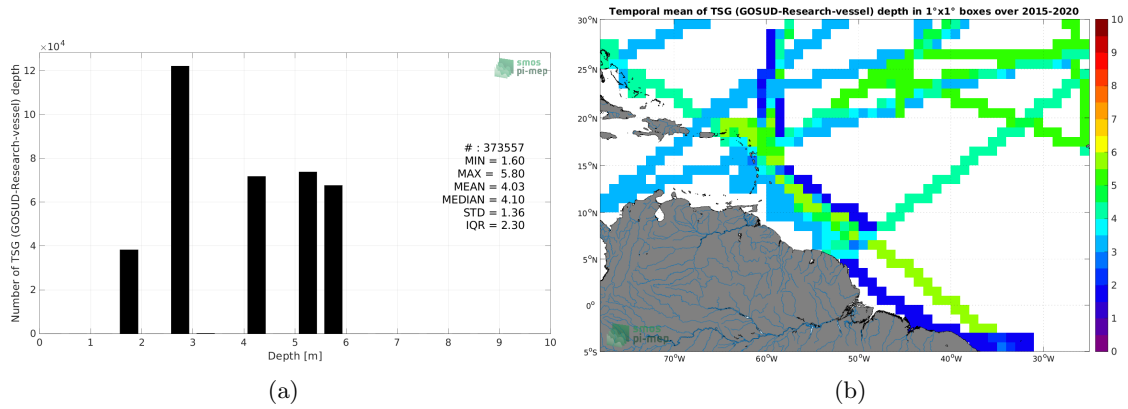 ×10⁴
12
10
8
6
4
2
0
Number of TSG (GOSUD-Research-vessel) depth
0 1 2 3 4 5 6 7 8 9 10
Depth [m]
smos
pi-mep
# : 373557
MIN = 1.60
MAX = 5.80
MEAN = 4.03
MEDIAN = 4.10
STD = 1.36
IQR = 2.30
(a)
Temporal mean of TSG (GOSUD-Research-vessel) depth in 1°x1° boxes over 2015-2020
30°N
25°N
20°N
15°N
10°N
5°N
0°
5°S
70°W 60°W 50°W 40°W 30°W
smos
pi-mep
10
9
8
7
6
5
4
3
2
1
0
(b)